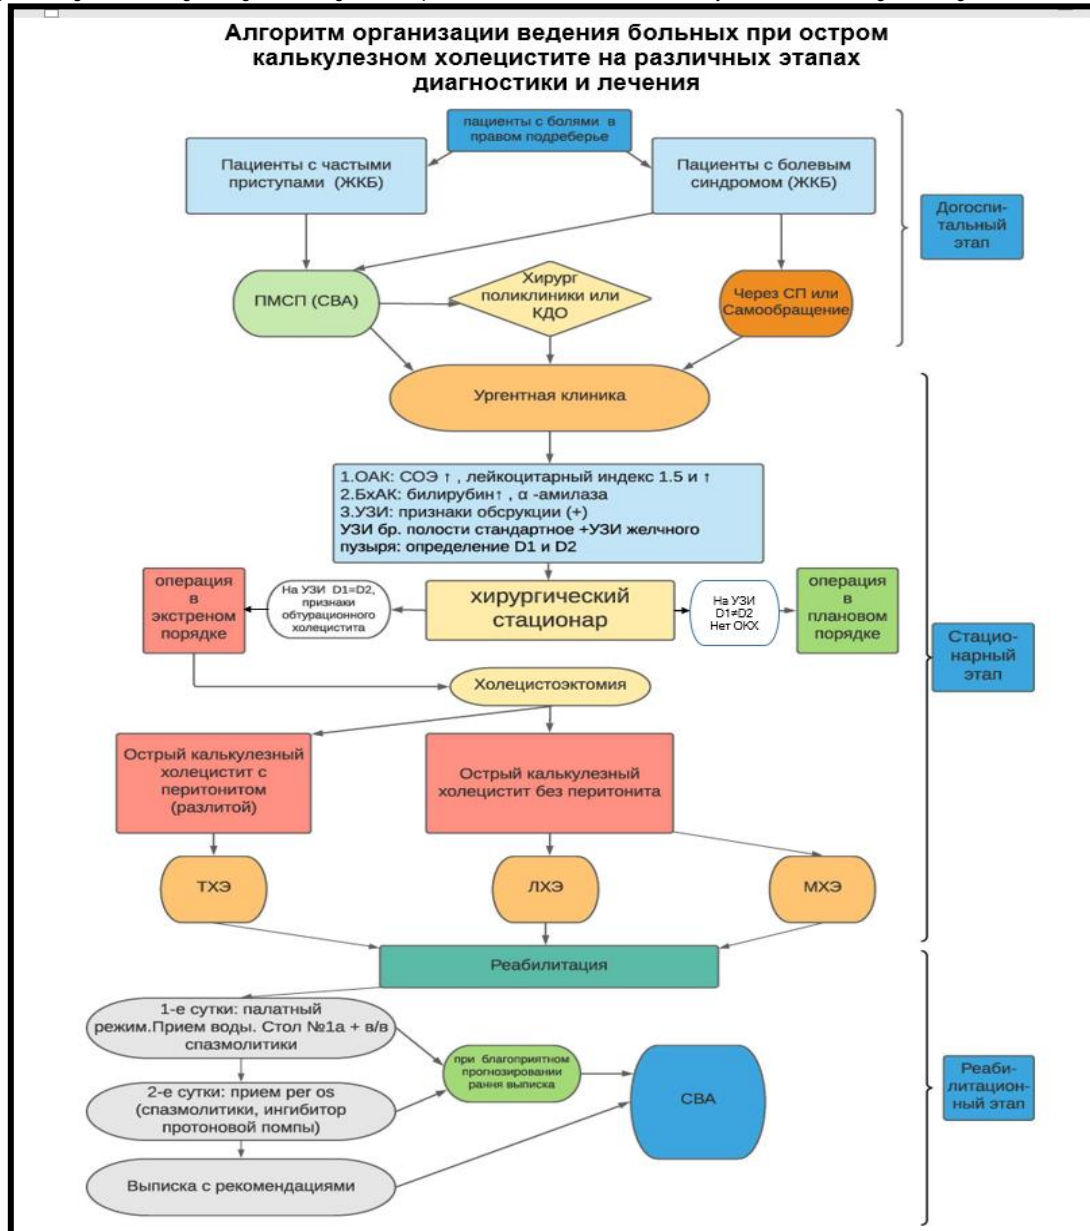 Алгоритм организации ведения больных при остром
калькулезном холецистите на различных этапах
диагностики и лечения
пациенты с болями в
правом подреберье
Пациенты с частыми
приступами (ЖКБ)
Пациенты с болевым
синдромом (ЖКБ)
Догоспи-
тальный
этап
ПМСП (СВА)
Хирург
поликлиники или
КДО
Через СП или
Самообращение
Ургентная клиника
1.ОАК: СОЭ ↑ , лейкоцитарный индекс 1.5 и ↑
2.БхАК: билирубин↑ , α -амилаза
3.УЗИ: признаки обсрукции (+)
УЗИ бр. полости стандартное +УЗИ желчного
пузыря: определение D1 и D2
операция
в
экстреном
порядке
На УЗИ D1=D2,
признаки
обтурационного
холецистита
хирургический
стационар
На УЗИ
D1≠D2
Нет ОКХ
операция
в
плановом
порядке
Стацио-
нарный
этап
Холецистоэктомия
Острый калькулезный
холецистит с
перитонитом
(разлитой)
Острый калькулезный
холецистит без перитонита
ТХЭ
ЛХЭ
МХЭ
Реабилитация
1-е сутки: палатный
режим.Прием воды. Стол №1а + в/в
спазмолитики
при благоприятном
прогнозировании
рання выписка
2-е сутки: прием per os
(спазмолитики, ингибитор
протоновой помпы)
СВА
Реаби-
литацион-
ный этап
Выписка с рекомендациями